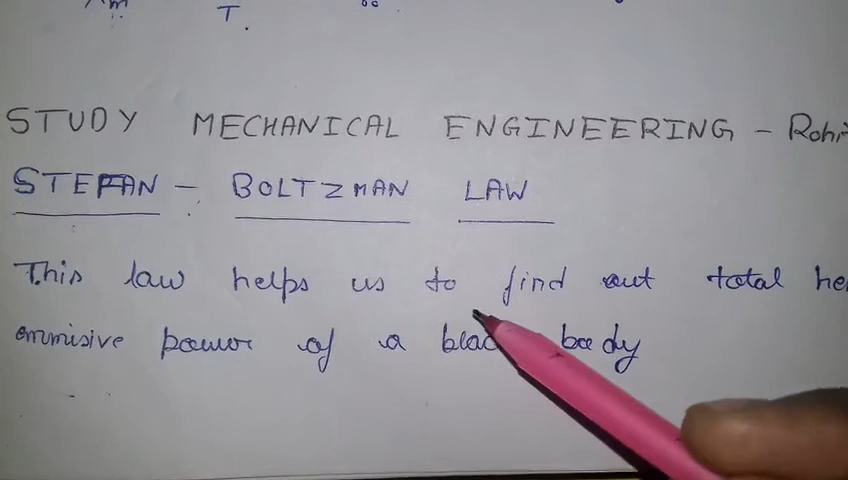 T.
STUDY MECHANICAL ENGINEERING - Rohi
STEFAN - BOLTZMAN LAW
This law helps us to find out total he
emmisive power of a black body